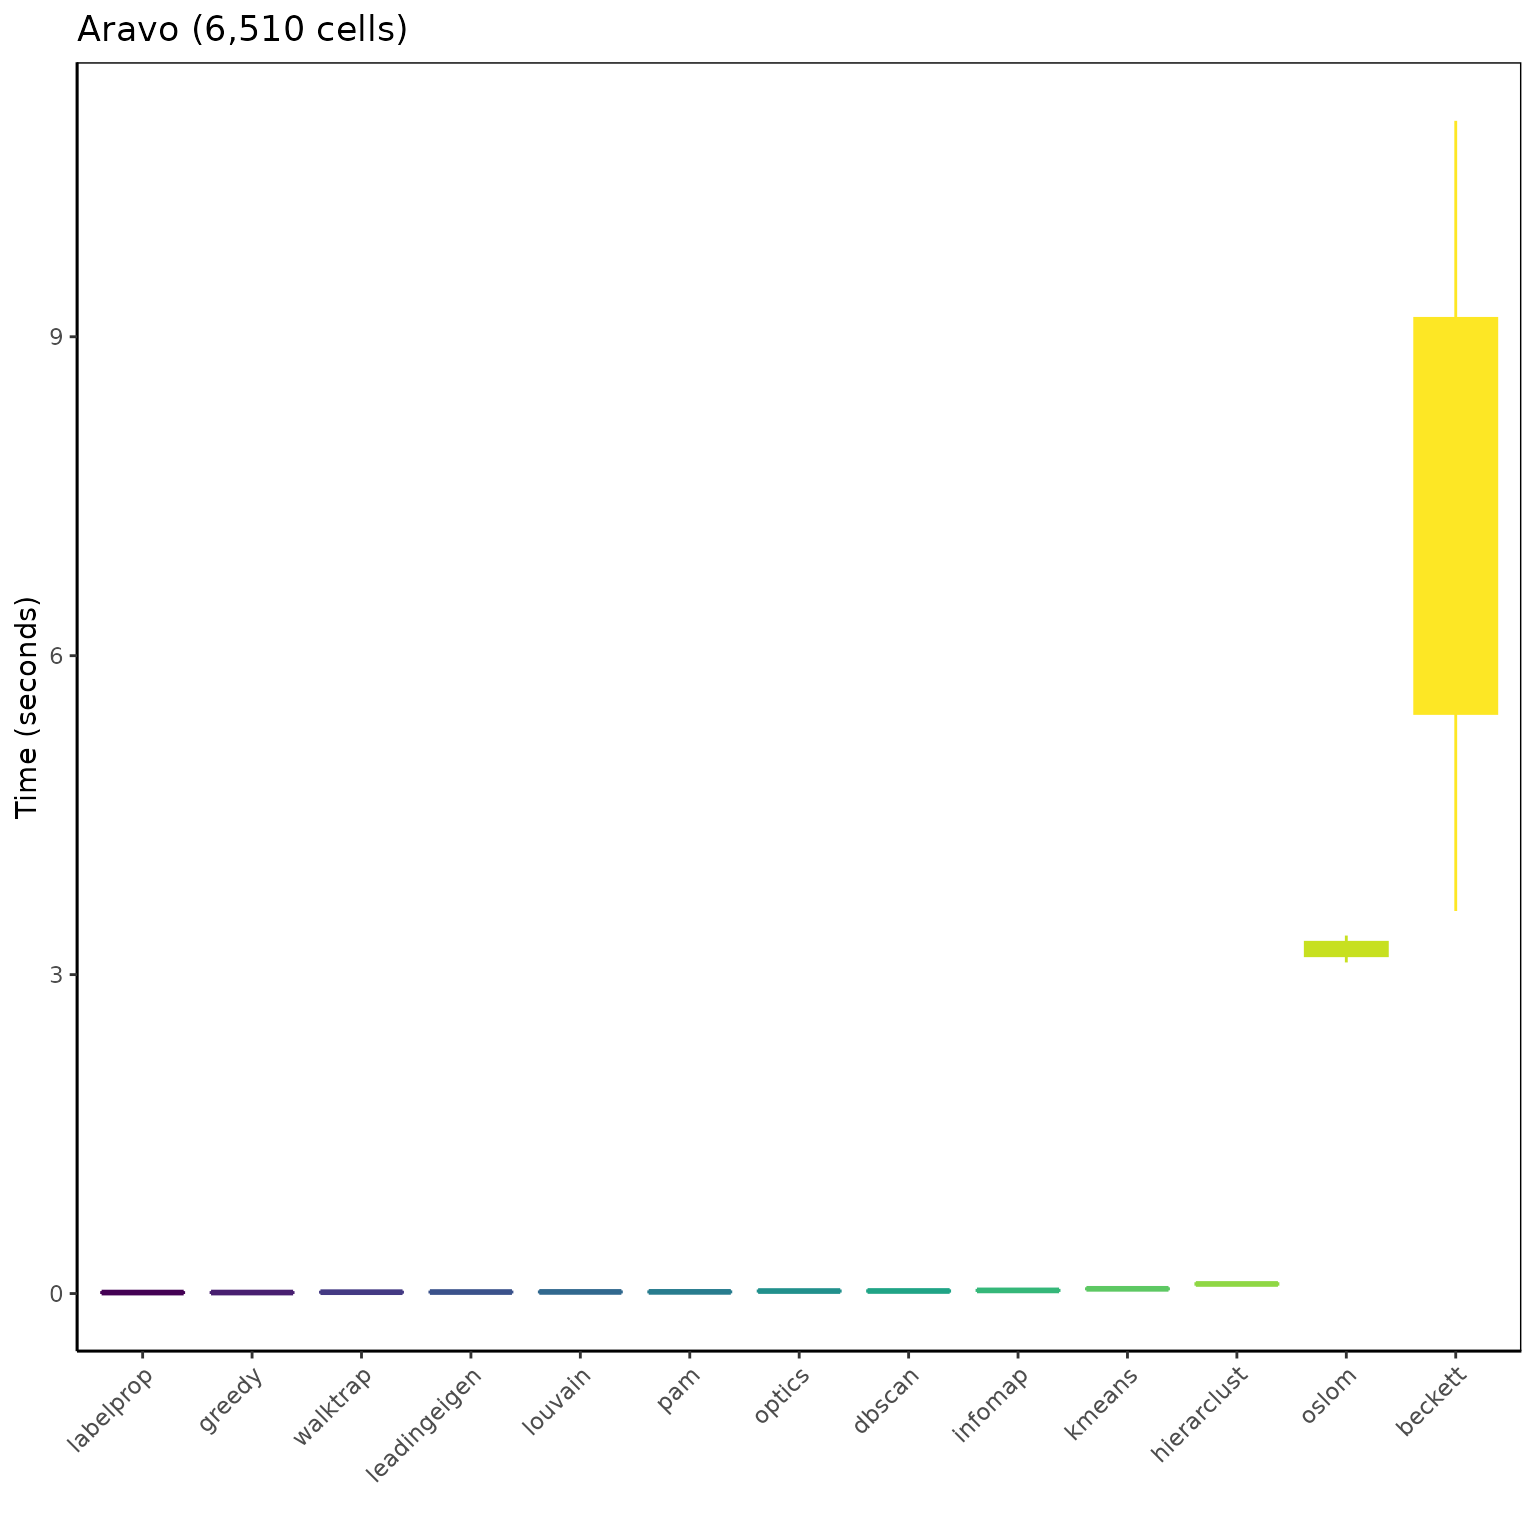 Aravo (6,510 cells)
Time (seconds)
9
6
3
0
labelprop
greedy
walktrap
leadingeigen
louvain
pam
optics
dbscan
infomap
kmeans
hierarclust
oslom
beckett